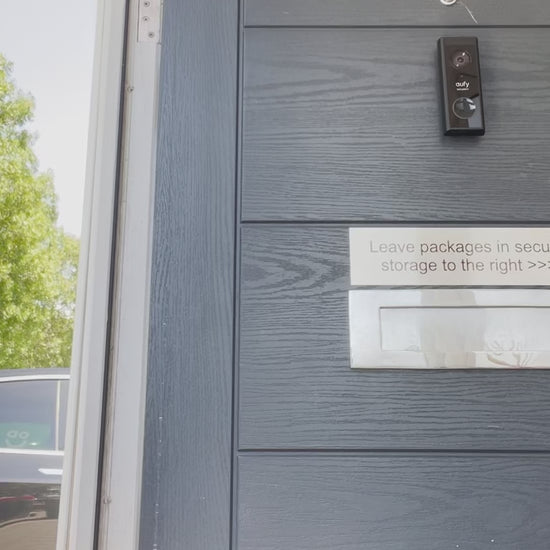 eufy
Leave packages in secu
storage to the right >>>